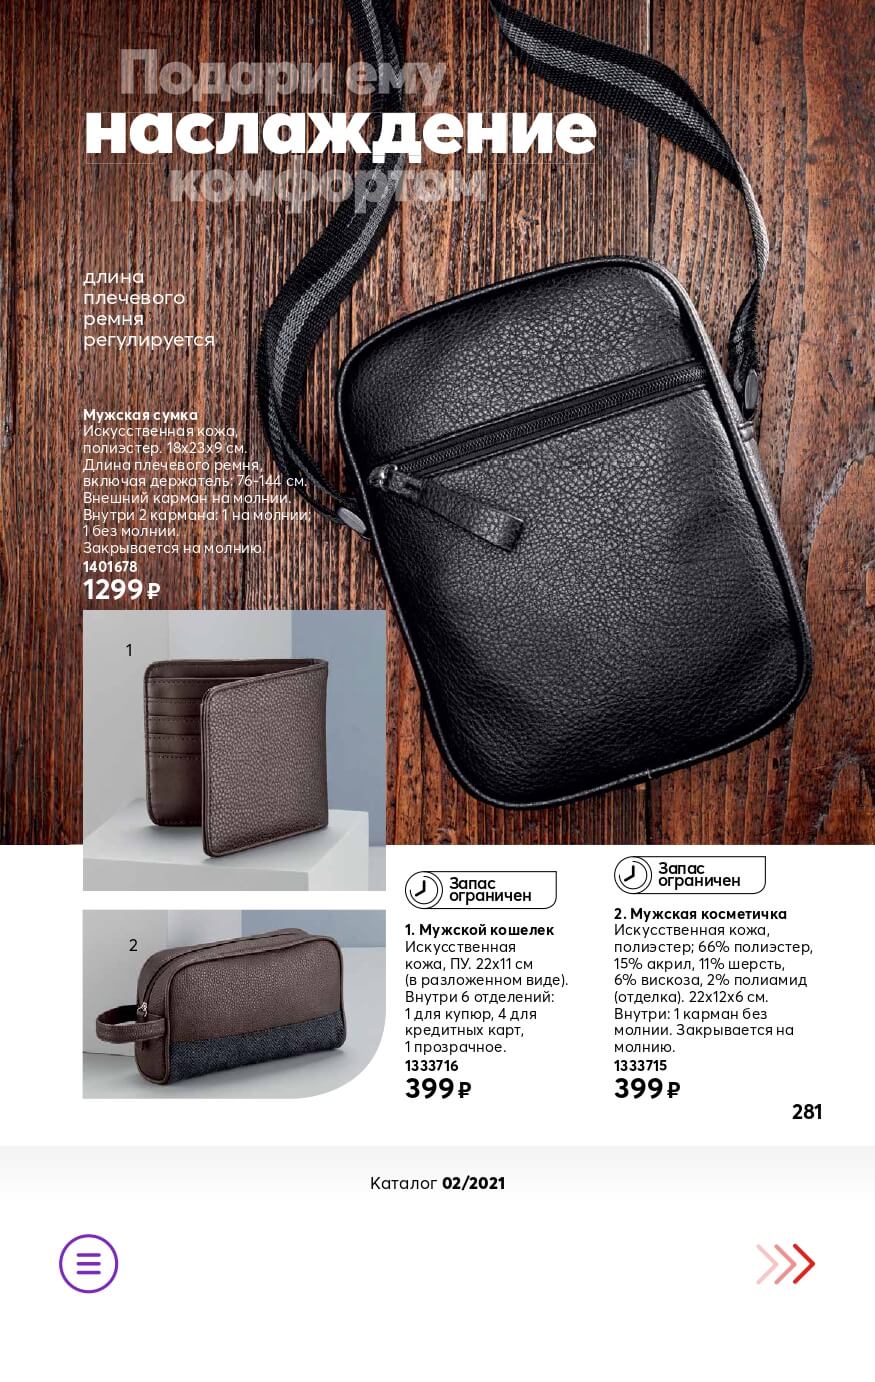 Подари ему
наслаждение
комфортом
длина
плечевого
ремня
регулируется
Мужская сумка
Искусственная кожа,
полиэстер. 18х23х9 см.
Длина плечевого ремня,
включая держатель: 76-144 см.
Внешний карман на молнии.
Внутри 2 кармана: 1 на молнии;
1 без молнии.
Закрывается на молнию.
1401678
1299 ₽
1
2
Запас
ограничен
1. Мужской кошелек
Искусственная
кожа, ПУ. 22х11 см
(в разложенном виде).
Внутри 6 отделений:
1 для купюр, 4 для
кредитных карт,
1 прозрачное.
1333716
399 ₽
Запас
ограничен
2. Мужская косметичка
Искусственная кожа,
полиэстер; 66% полиэстер,
15% акрил, 11% шерсть,
6% вискоза, 2% полиамид
(отделка). 22х12х6 см.
Внутри: 1 карман без
молнии. Закрывается на
молнию.
1333715
399 ₽
281
Каталог 02/2021